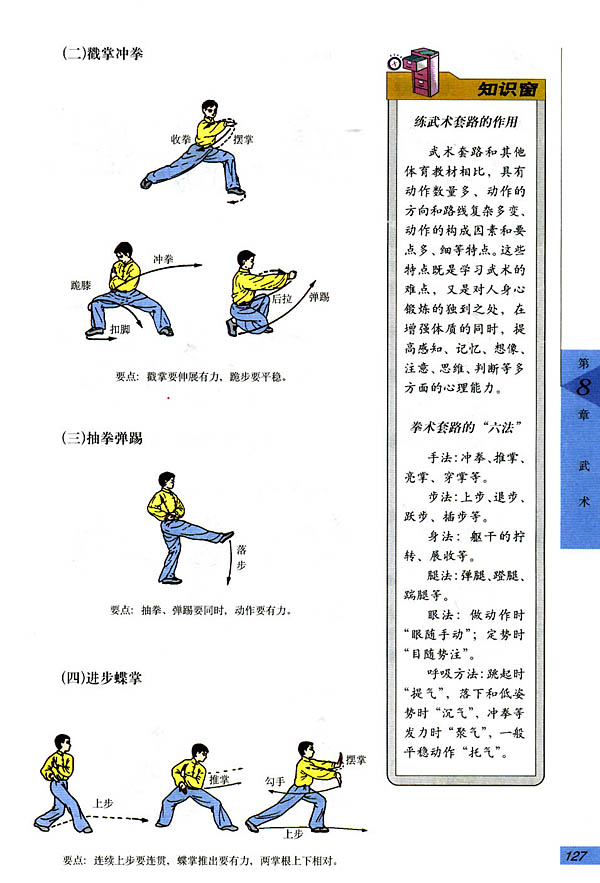 (二)戳掌冲拳
收拳
摆掌
冲拳
跪膝
扣脚
后拉
弹踢
要点：戳掌要伸展有力，跪步要平稳。
(三)抽拳弹踢
落
步
要点：抽拳、弹踢要同时，动作要有力。
(四)进步蝶掌
上步
推掌
勾手
摆掌
上步
要点：连续上步要连贯，蝶掌推出要有力，两掌根上下相对。
知识窗
练武术套路的作用
武术套路和其他
体育教材相比，具有
动作数量多、动作的
方向和路线复杂多变、
动作的构成因素和要
点多、细等特点。这些
特点既是学习武术的
难点，又是对人身心
锻炼的独到之处，在
增强体质的同时，提
高感知、记忆、想像、
注意、思维、判断等多
方面的心理能力。
拳术套路的“六法”
手法：冲拳、推掌、
亮掌、穿掌等。
步法：上步、退步、
跃步、插步等。
身法：躯干的拧
转、展收等。
腿法：弹腿、蹬腿、
踹腿等。
眼法：做动作时
“眼随手动”；定势时
“目随势注”。
呼吸方法：跳起时
“提气”，落下和低姿
势时“沉气”，冲拳等
发力时“聚气”，一般
平稳动作“托气”。
第
8
章
武
术
127